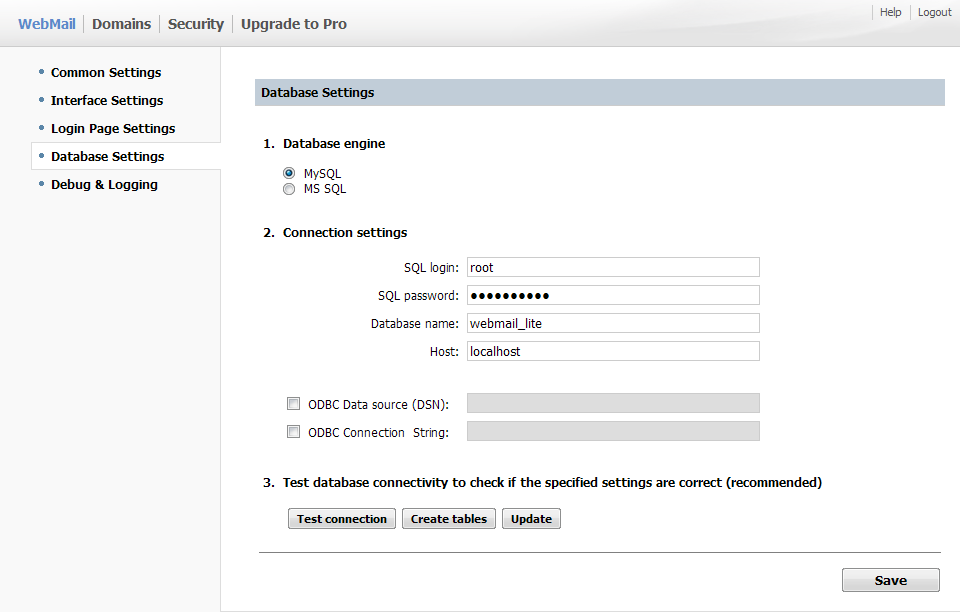 Help Logout
WebMail Domains Security Upgrade to Pro
Common Settings
Interface Settings
Login Page Settings
Database Settings
Debug & Logging
Database Settings
1. Database engine
MySQL
MS SQL
2. Connection settings
SQL login: root
SQL password: ●●●●●●●●●●
Database name: webmail_lite
Host: localhost
ODBC Data source (DSN):
ODBC Connection String:
3. Test database connectivity to check if the specified settings are correct (recommended)
Test connection Create tables Update
Save